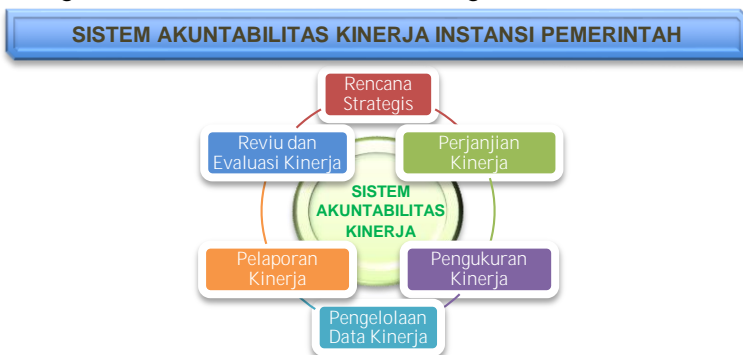 SISTEM AKUNTABILITAS KINERJA INSTANSI PEMERINTAH
Rencana
Strategis
Perjanjian
Kinerja
Pengukuran
Kinerja
Pengelolaan
Data Kinerja
Pelaporan
Kinerja
Reviu dan
Evaluasi Kinerja
SISTEM
AKUNTABILITAS
KINERJA